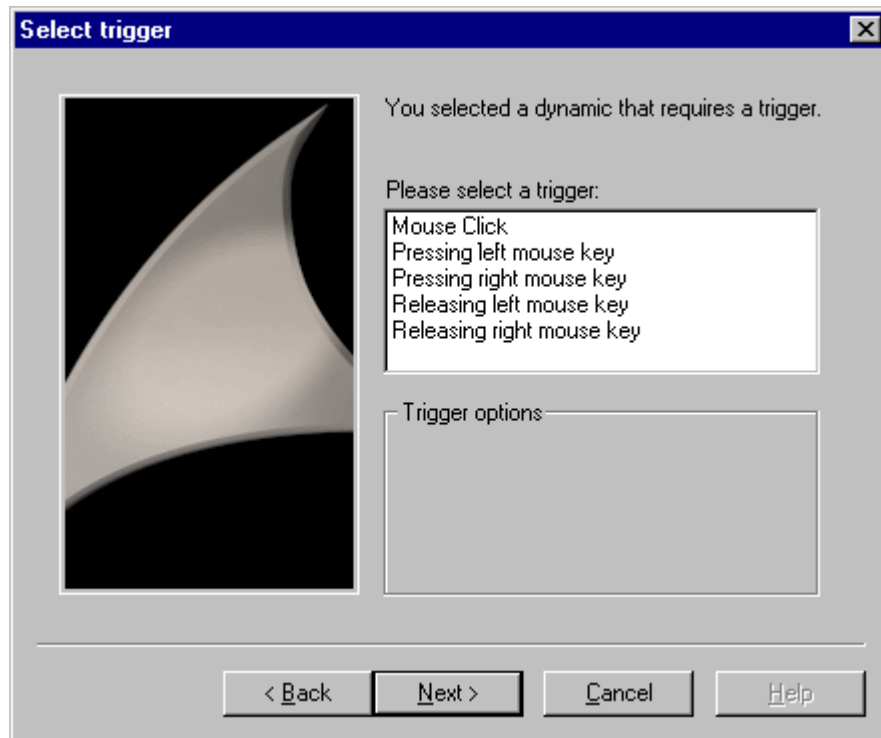 Select trigger
You selected a dynamic that requires a trigger.
Please select a trigger:
Mouse Click
Pressing left mouse key
Pressing right mouse key
Releasing left mouse key
Releasing right mouse key
Trigger options
< Back Next > Cancel Help